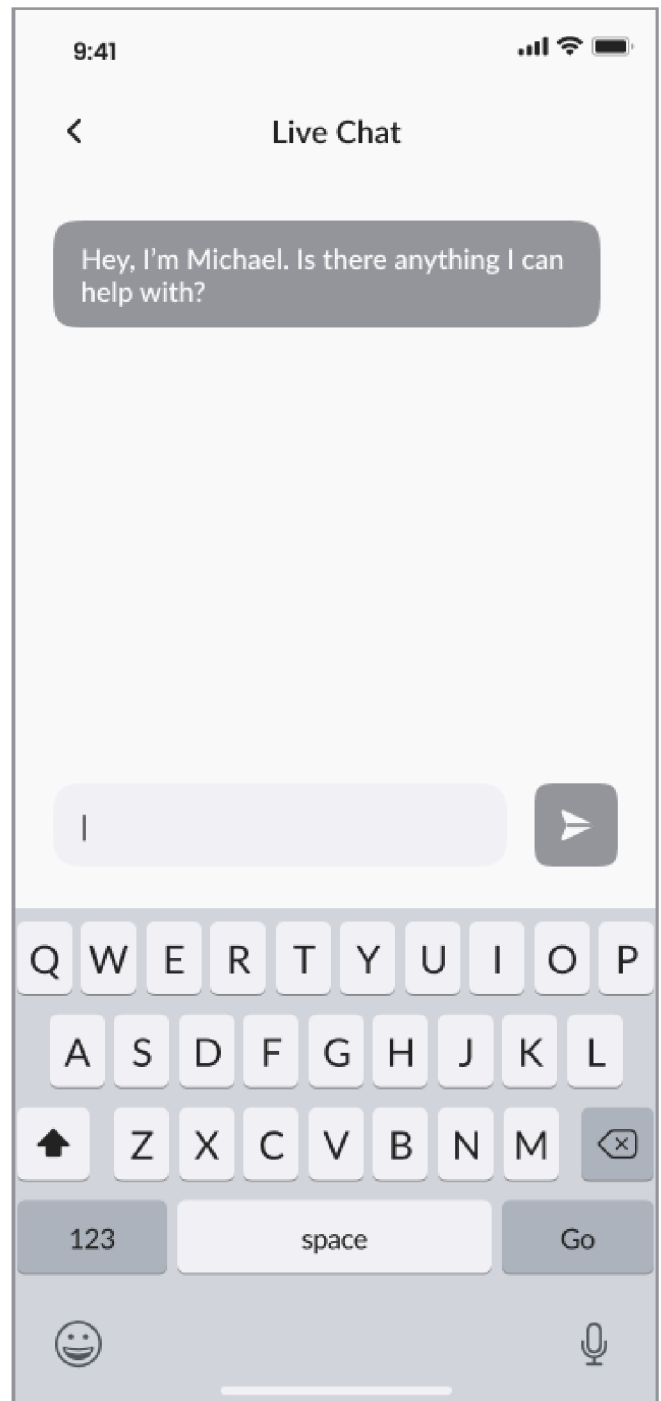 9:41
Live Chat
Hey, I’m Michael. Is there anything I can
help with?
Q W E R T Y U I O P
A S D F G H J K L
Z X C V B N M
123 space Go